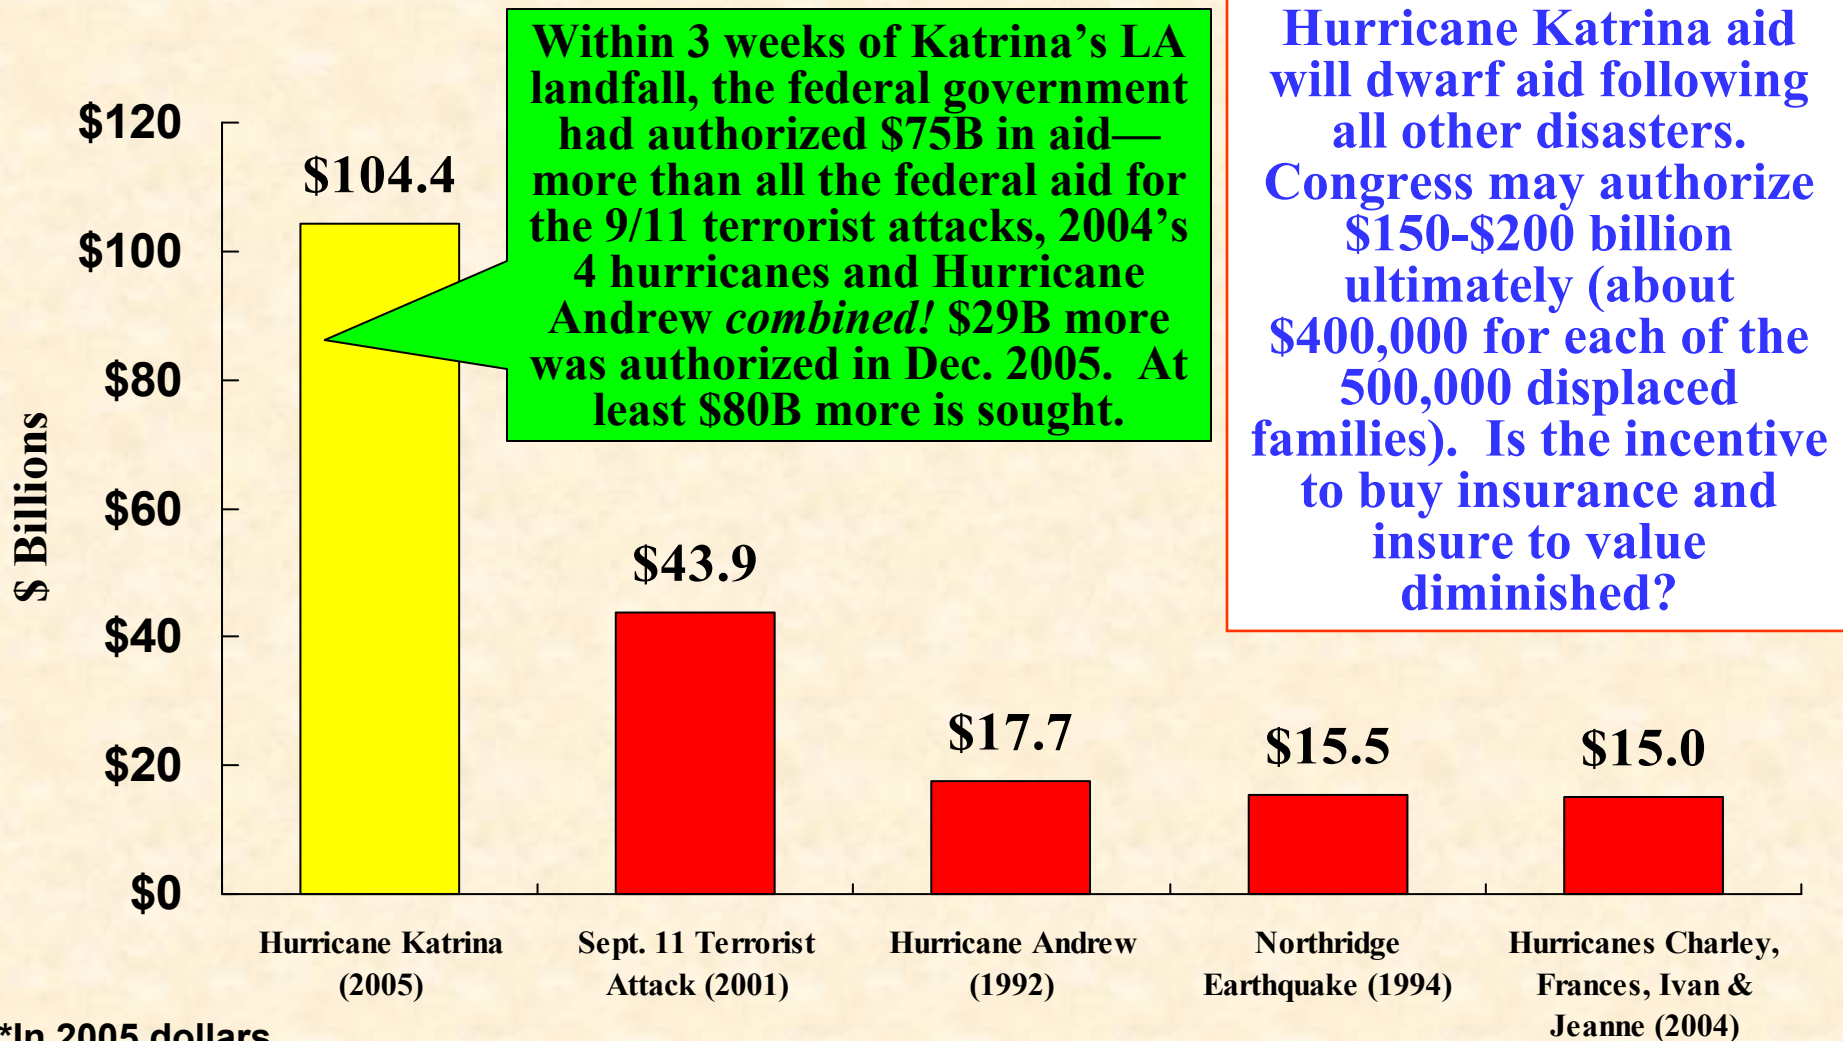 Within 3 weeks of Katrina’s LA
landfall, the federal government
had authorized $75B in aid—
more than all the federal aid for
the 9/11 terrorist attacks, 2004’s
4 hurricanes and Hurricane
Andrew combined! $29B more
was authorized in Dec. 2005.  At
least $80B more is sought.
Hurricane Katrina aid
will dwarf aid following
all other disasters.
Congress may authorize
$150-$200 billion
ultimately (about
$400,000 for each of the
500,000 displaced
families).  Is the incentive
to buy insurance and
insure to value
diminished?
$ Billions
$120
$100
$80
$60
$40
$20
$0
$104.4
$43.9
$17.7
$15.5
$15.0
Hurricane Katrina
(2005)
Sept. 11 Terrorist
Attack (2001)
Hurricane Andrew
(1992)
Northridge
Earthquake (1994)
Hurricanes Charley,
Frances, Ivan &
Jeanne (2004)
*In 2005 dollars